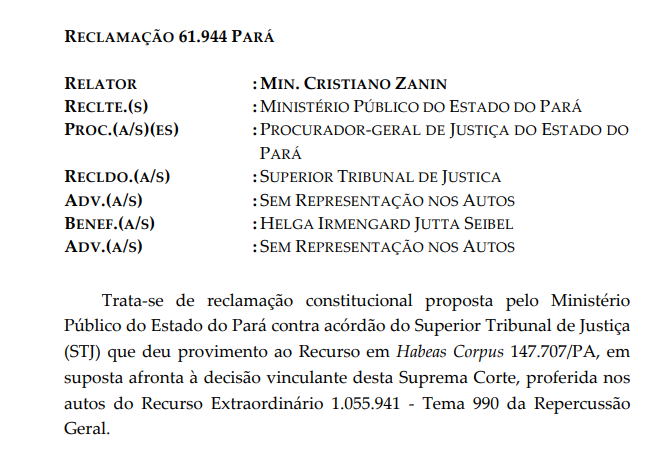 RECLAMAÇÃO 61.944 PARÁ
RELATOR : MIN. CRISTIANO ZANIN
RECLTE.(S) : MINISTÉRIO PÚBLICO DO ESTADO DO PARÁ
PROC.(A/S)(ES) : PROCURADOR-GERAL DE JUSTIÇA DO ESTADO DO
PARÁ
RECLDO.(A/S) : SUPERIOR TRIBUNAL DE JUSTICA
ADV.(A/S) : SEM REPRESENTAÇÃO NOS AUTOS
BENEF.(A/S) : HELGA IRMENGARD JUTTA SEIBEL
ADV.(A/S) : SEM REPRESENTAÇÃO NOS AUTOS
Trata-se de reclamação constitucional proposta pelo Ministério
Público do Estado do Pará contra acórdão do Superior Tribunal de Justiça
(STJ) que deu provimento ao Recurso em Habeas Corpus 147.707/PA, em
suposta afronta à decisão vinculante desta Suprema Corte, proferida nos
autos do Recurso Extraordinário 1.055.941 - Tema 990 da Repercussão
Geral.